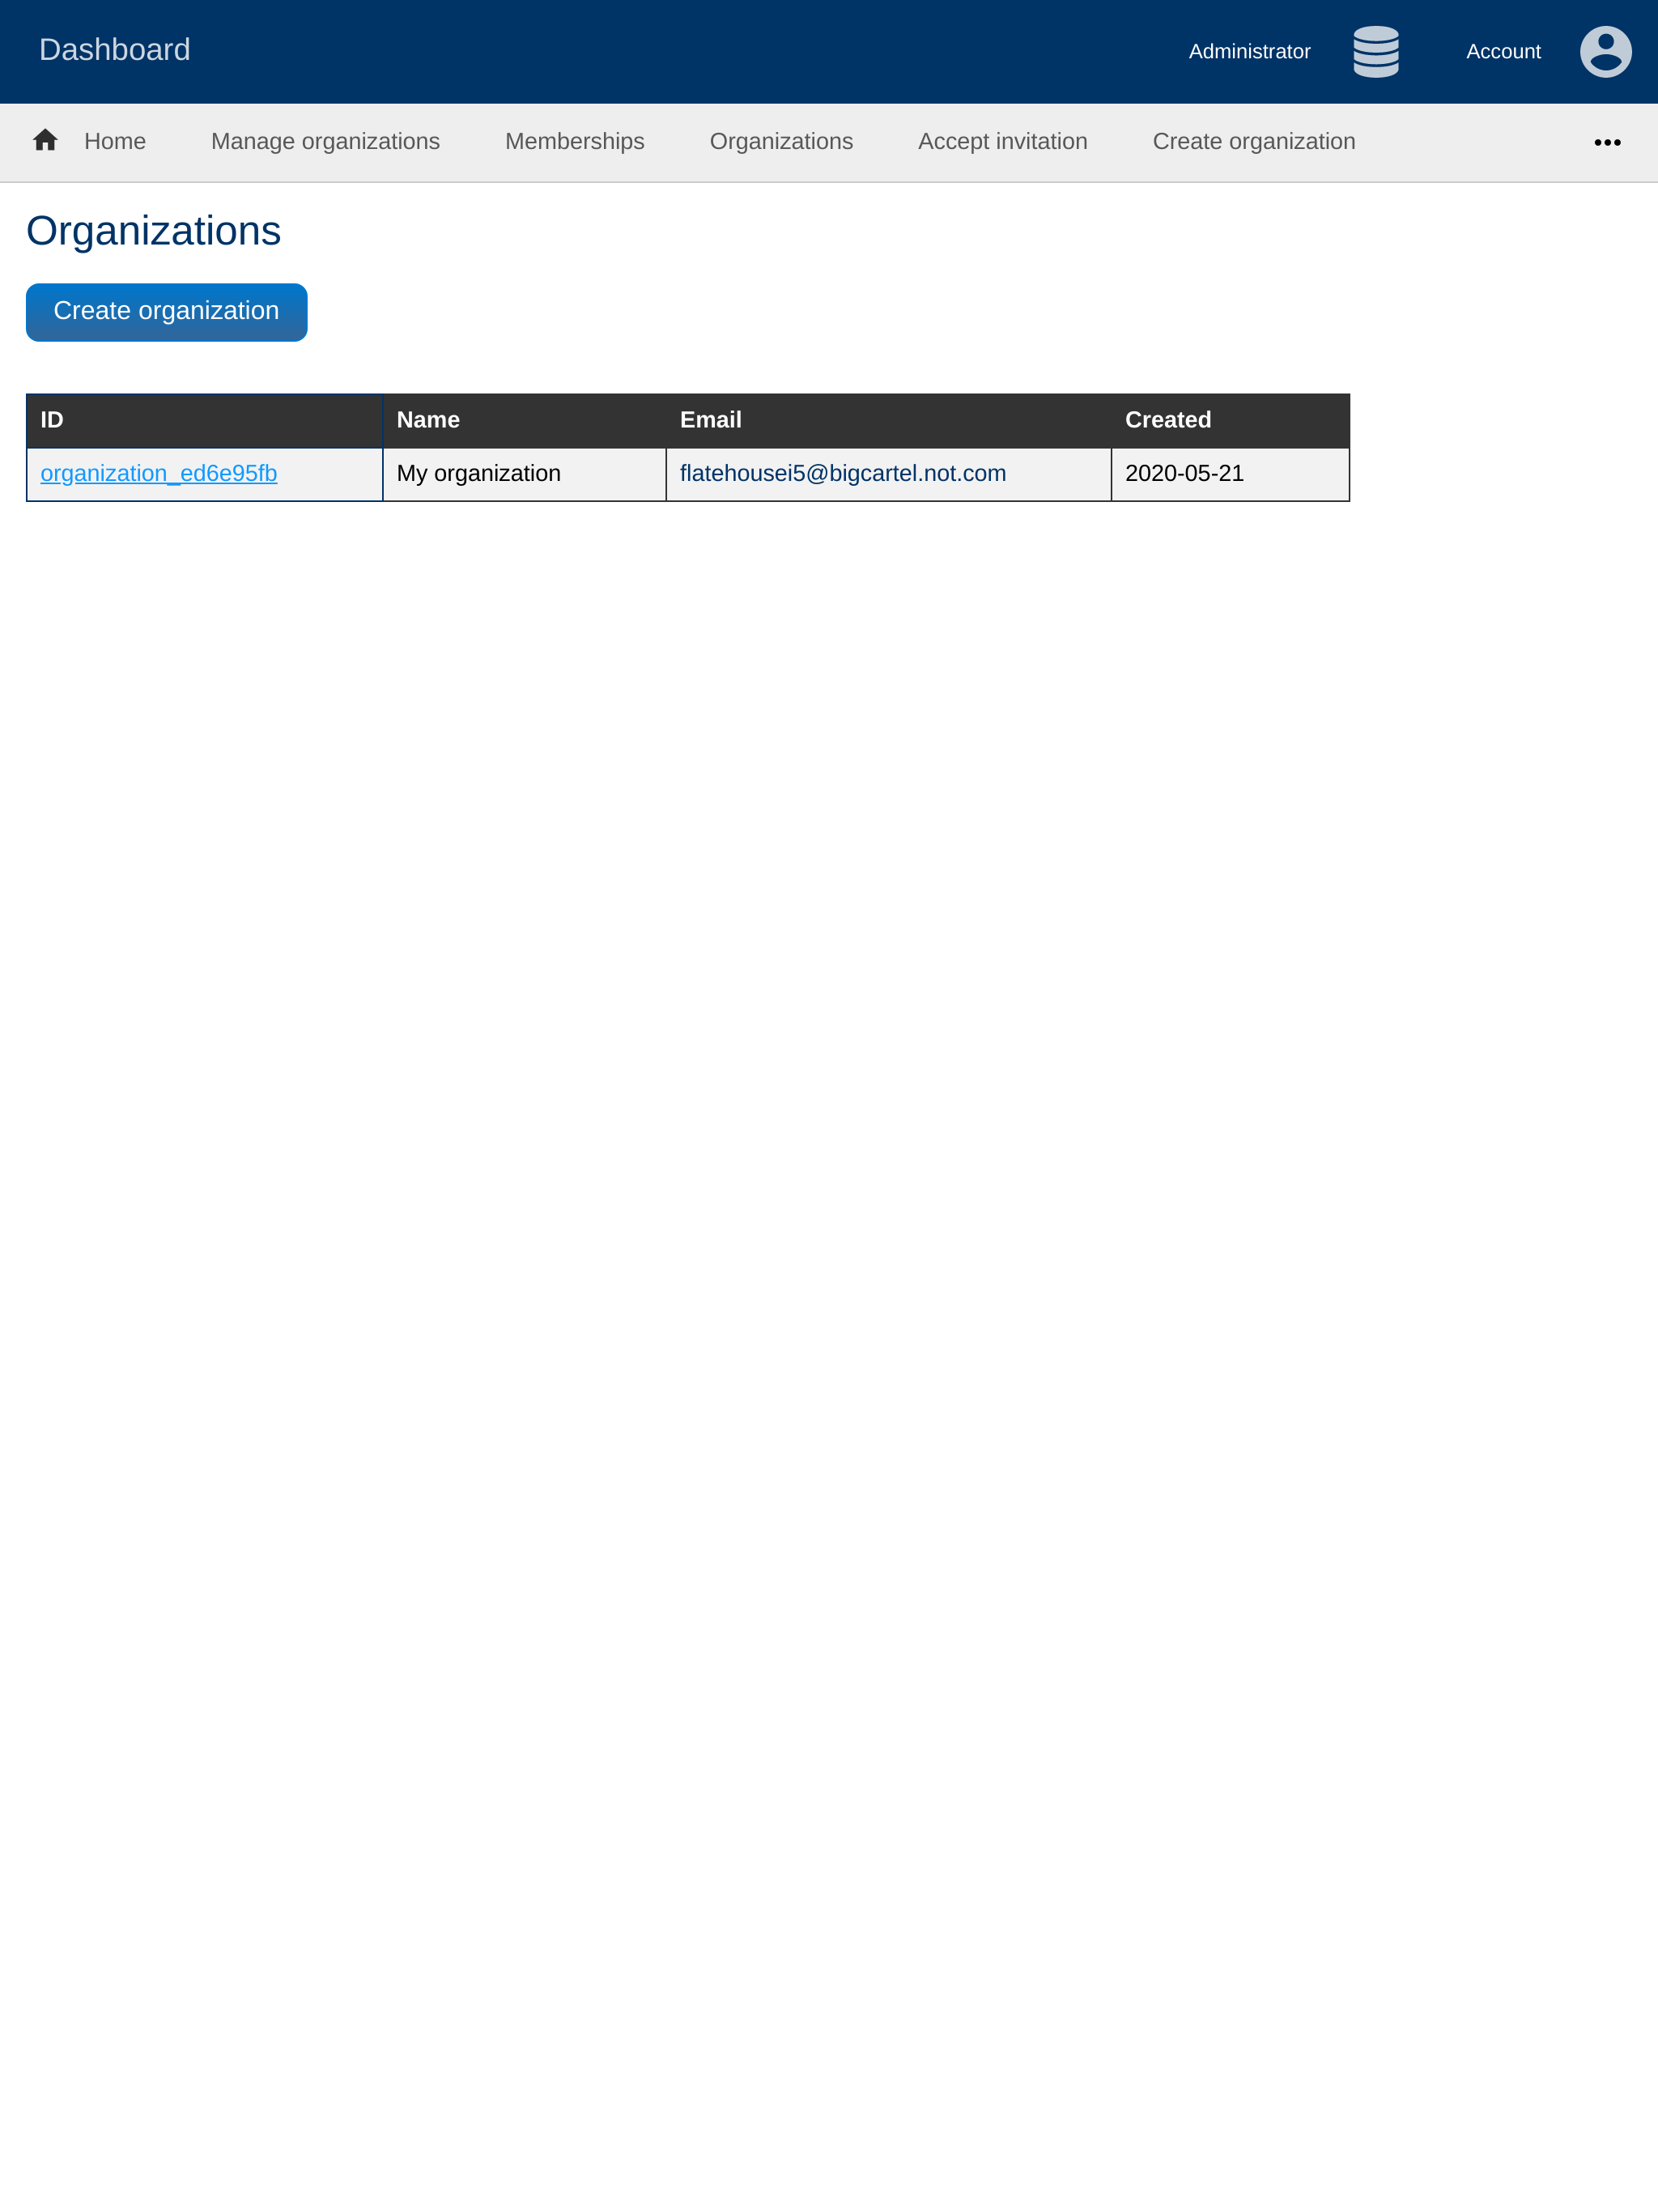 Dashboard Administrator Account
Home Manage organizations Memberships Organizations Accept invitation Create organization
Organizations
Create organization
ID Name Email Created
organization_ed6e95fb My organization flatehousei5@bigcartel.not.com 2020-05-21